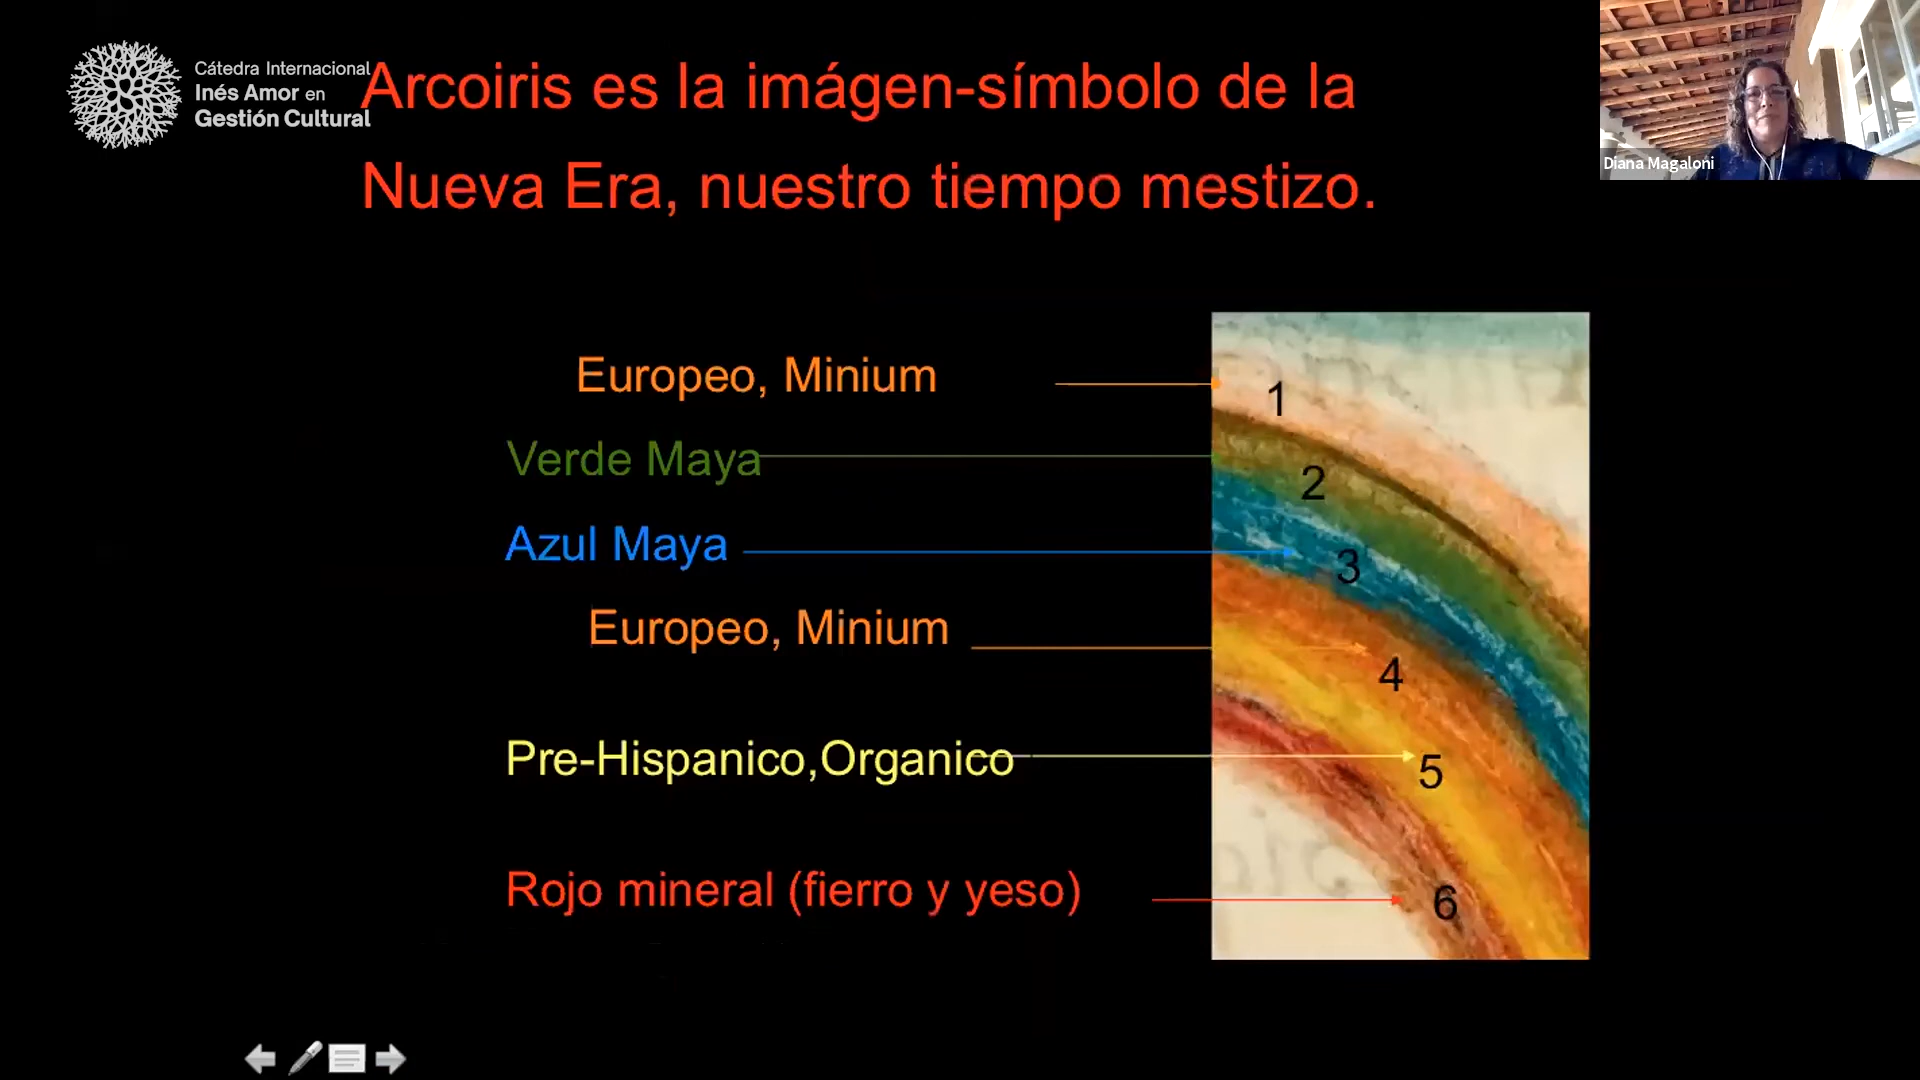 Cátedra Internacional
Inés Amor en
Gestión Cultural
Arcoiris es la imágen-símbolo de la
Nueva Era, nuestro tiempo mestizo.
Diana Magaloni
Europeo, Minium
1
Verde Maya
2
Azul Maya
3
Europeo, Minium
4
Pre-Hispanico,Organico
5
Rojo mineral (fierro y yeso)
6